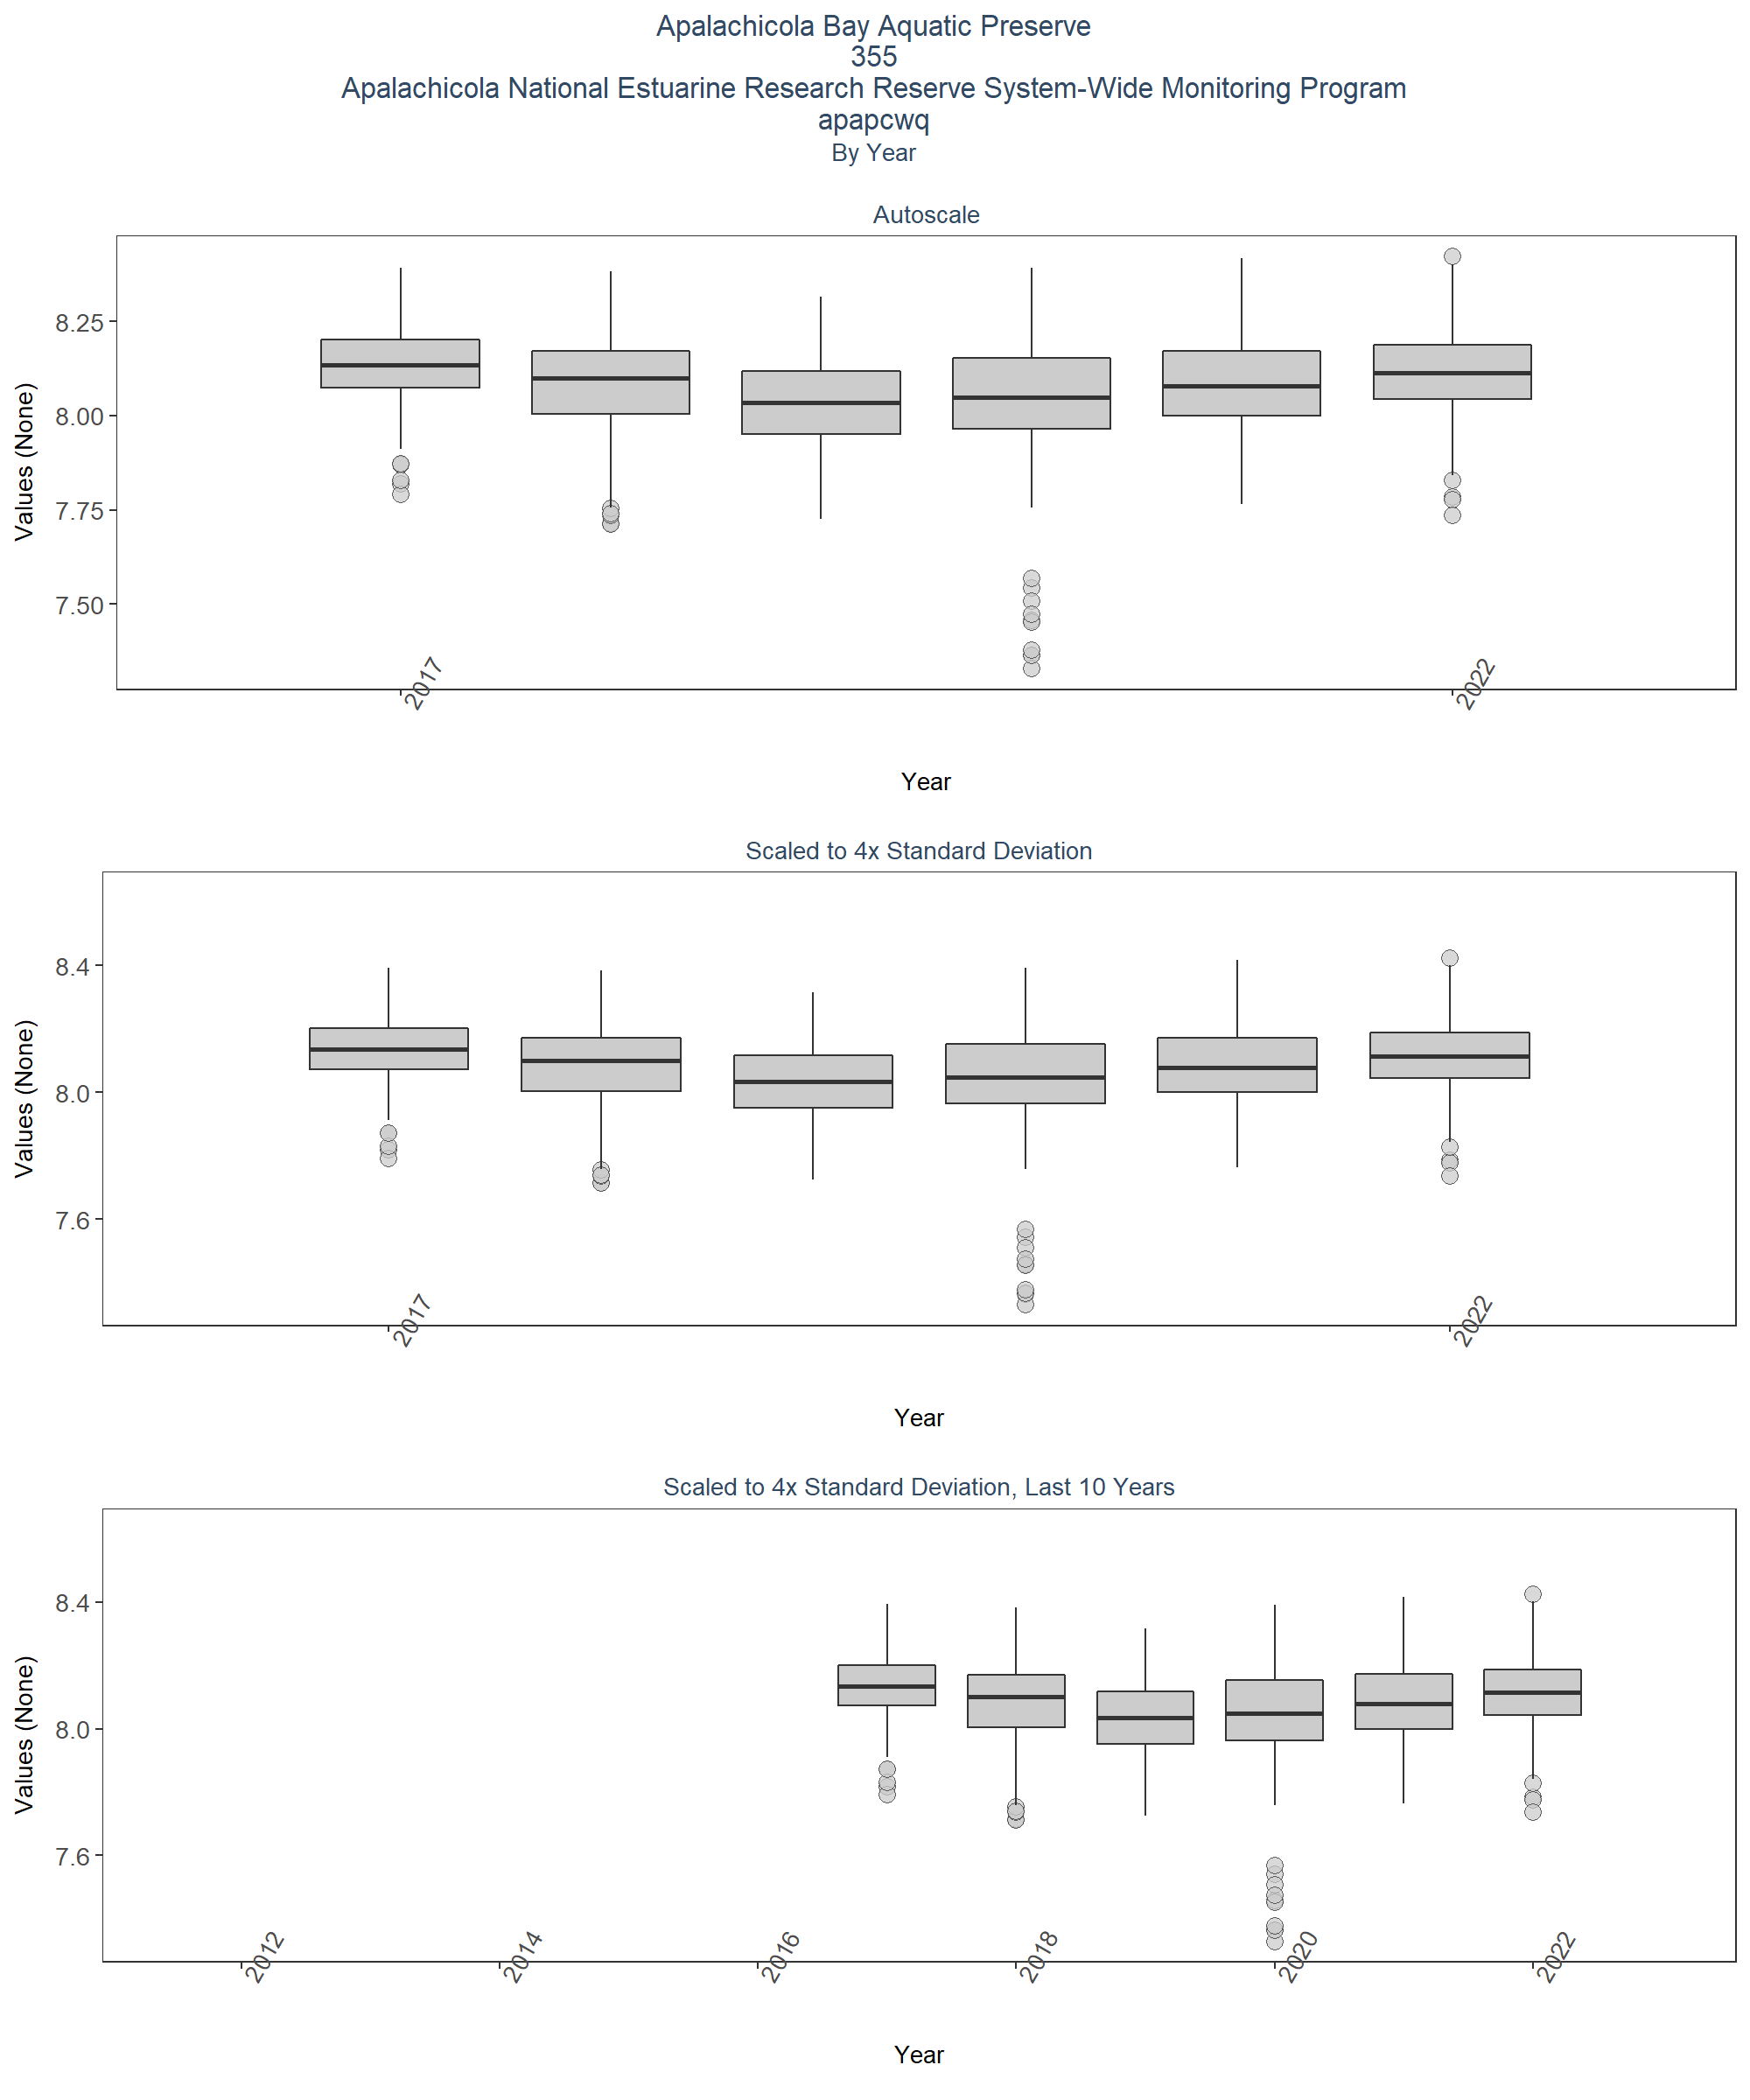 Apalachicola Bay Aquatic Preserve
355
Apalachicola National Estuarine Research Reserve System-Wide Monitoring Program
apapcwq
By Year
Autoscale
Values (None)
8.25
8.00
7.75
7.50
2017
2022
Year
Scaled to 4x Standard Deviation
Values (None)
8.4
8.0
7.6
2017
2022
Year
Scaled to 4x Standard Deviation, Last 10 Years
Values (None)
8.4
8.0
7.6
2012
2014
2016
2018
2020
2022
Year